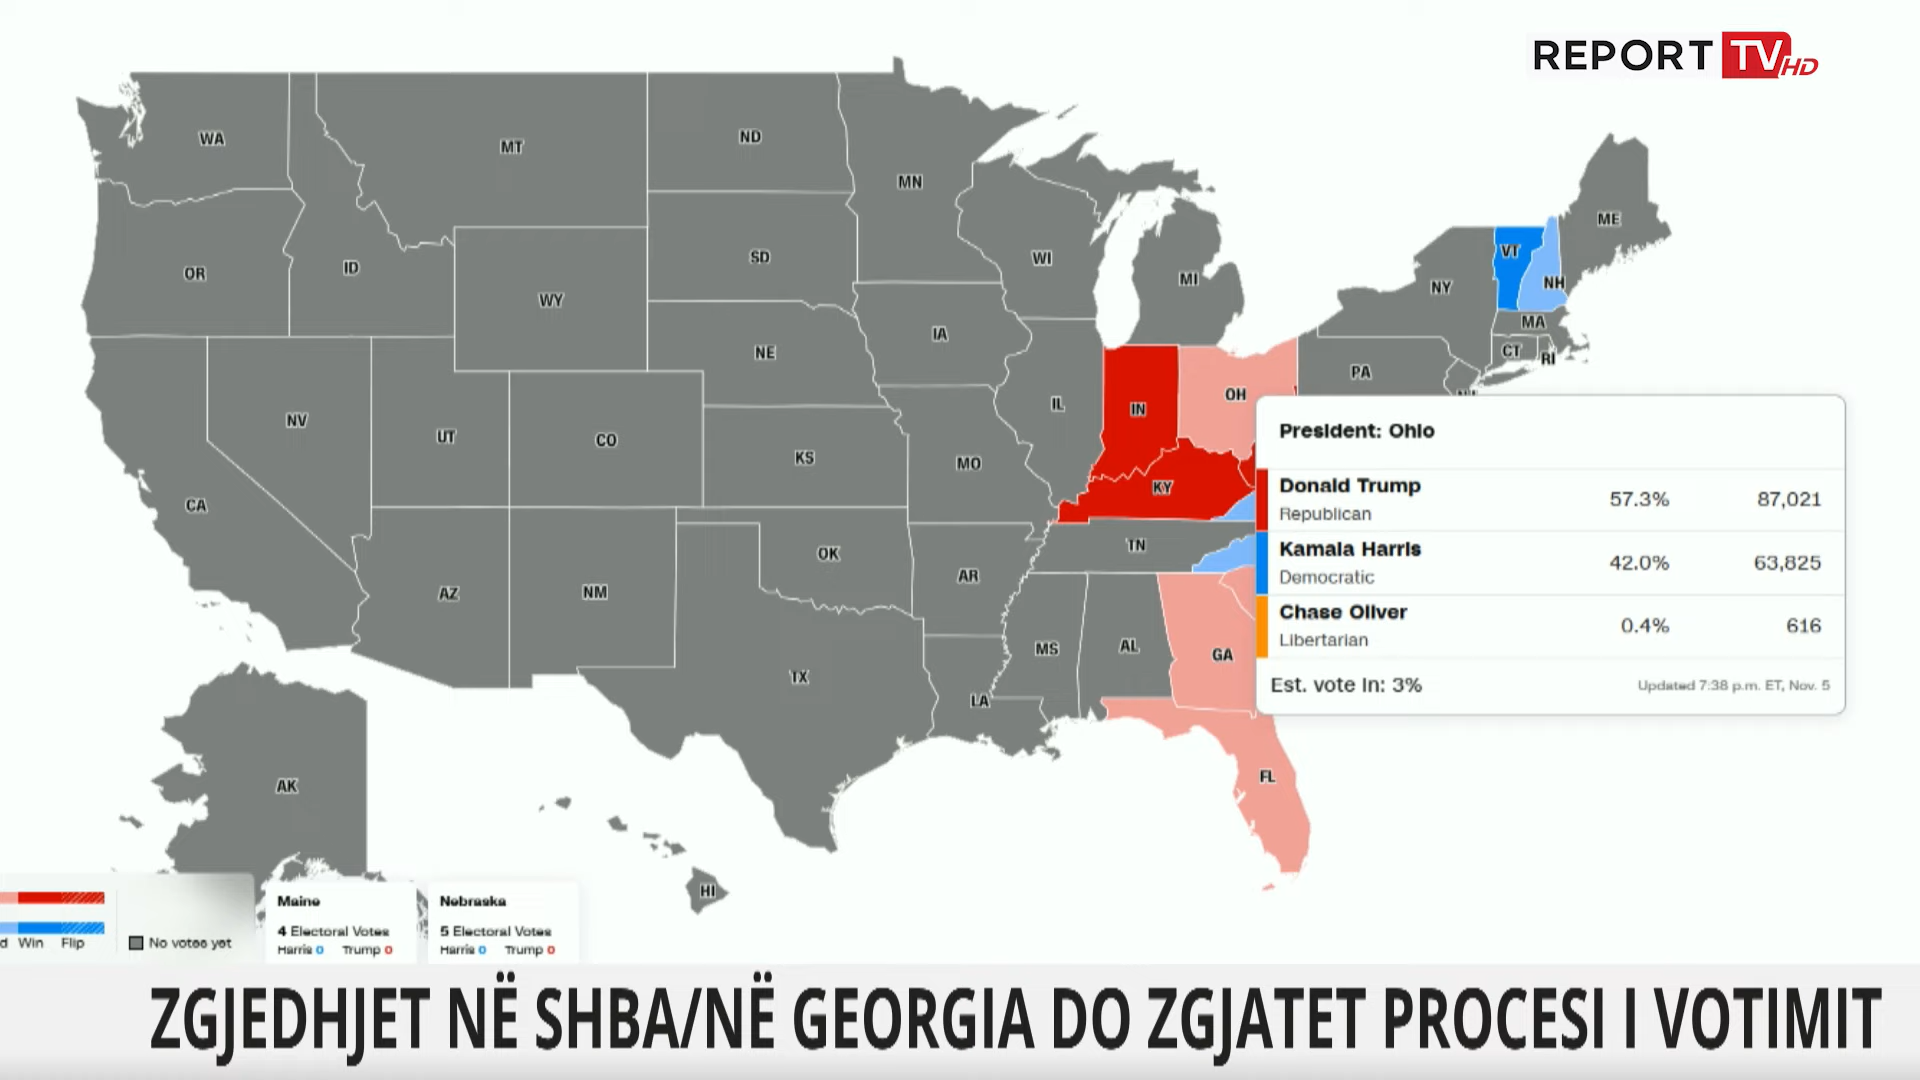 REPORT TV HD
WA
MT
ND
MN
ME
OR
ID
SD
WI
MI
NY
VT
NH
MA
CT
RI
WY
NE
IA
PA
NV
UT
CO
KS
MO
IL
IN
OH
KY
CA
AZ
NM
OK
AR
TN
MS
AL
GA
TX
LA
FL
AK
HI
President: Ohio
Donald Trump 57.3% 87,021
Republican
Kamala Harris 42.0% 63,825
Democratic
Chase Oliver 0.4% 616
Libertarian
Est. vote In: 3% Updated 7:38 p.m. ET, Nov. 5
d Win Flip
No votes yet
Maine
4 Electoral Votes
Harris 0 Trump 0
Nebraska
5 Electoral Votes
Harris 0 Trump 0
ZGJEDHJET NË SHBA/NË GEORGIA DO ZGJATET PROCESI I VOTIMIT